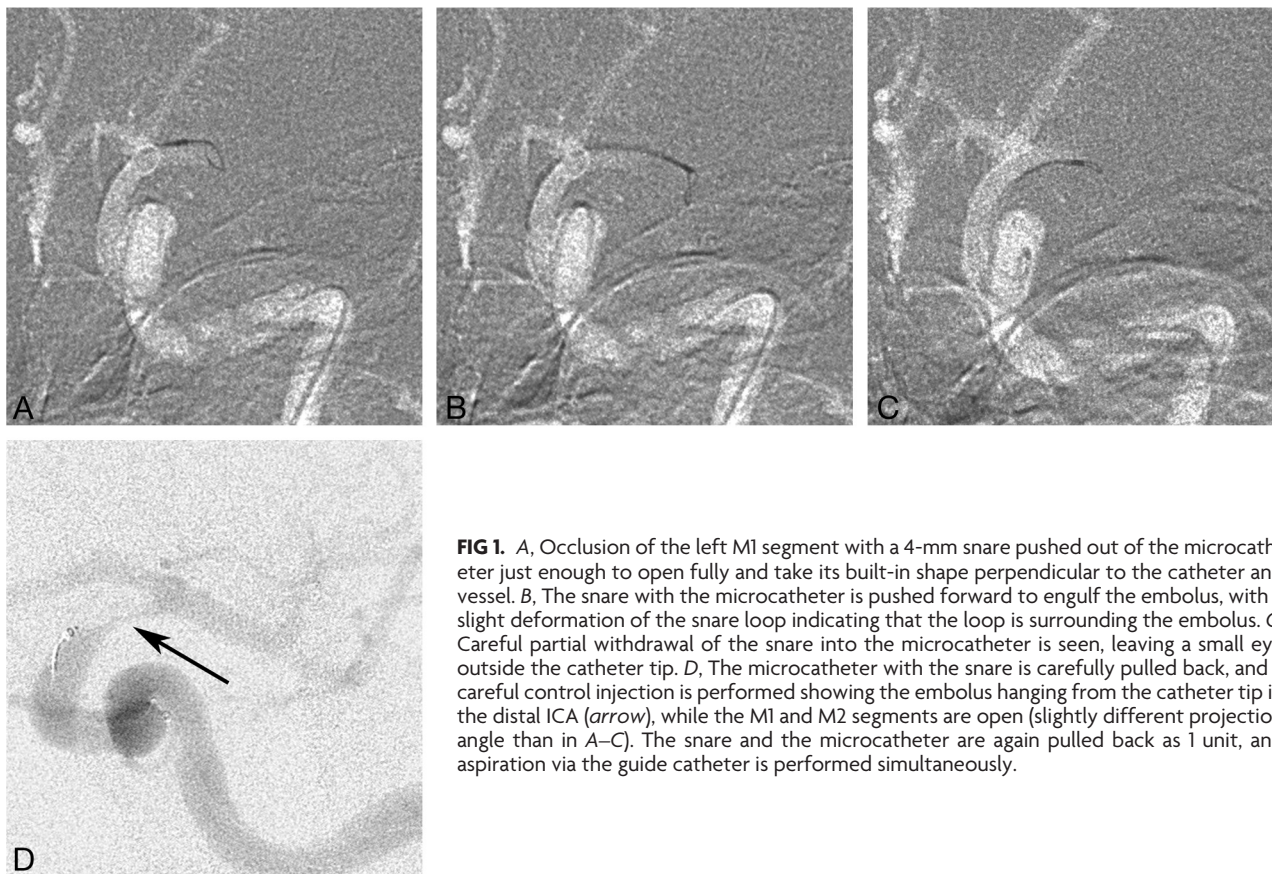 A
B
C
D
FIG 1. A, Occlusion of the left M1 segment with a 4-mm snare pushed out of the microcath
eter just enough to open fully and take its built-in shape perpendicular to the catheter an
vessel. B, The snare with the microcatheter is pushed forward to engulf the embolus, with
slight deformation of the snare loop indicating that the loop is surrounding the embolus. C
Careful partial withdrawal of the snare into the microcatheter is seen, leaving a small ey
outside the catheter tip. D, The microcatheter with the snare is carefully pulled back, and
careful control injection is performed showing the embolus hanging from the catheter tip i
the distal ICA (arrow), while the M1 and M2 segments are open (slightly different projectio
angle than in A–C). The snare and the microcatheter are again pulled back as 1 unit, an
aspiration via the guide catheter is performed simultaneously.